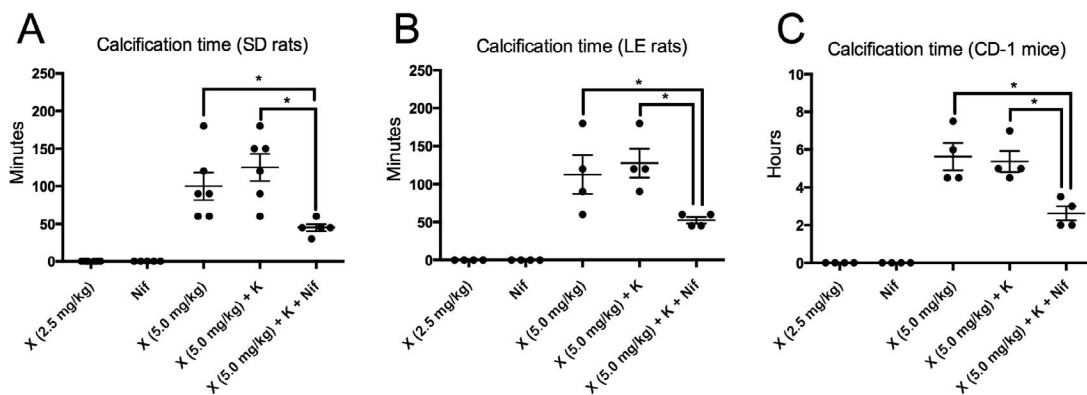 A
Calcification time (SD rats)
Minutes
250
200
150
100
50
0
*
*
X (2.5 mg/kg)
Nif
X (5.0 mg/kg)
X (5.0 mg/kg) + K
X (5.0 mg/kg) + K + Nif
B
Calcification time (LE rats)
Minutes
250
200
150
100
50
0
*
*
X (2.5 mg/kg)
Nif
X (5.0 mg/kg)
X (5.0 mg/kg) + K
X (5.0 mg/kg) + K + Nif
C
Calcification time (CD-1 mice)
Hours
10
8
6
4
2
0
*
*
X (2.5 mg/kg)
Nif
X (5.0 mg/kg)
X (5.0 mg/kg) + K
X (5.0 mg/kg) + K + Nif